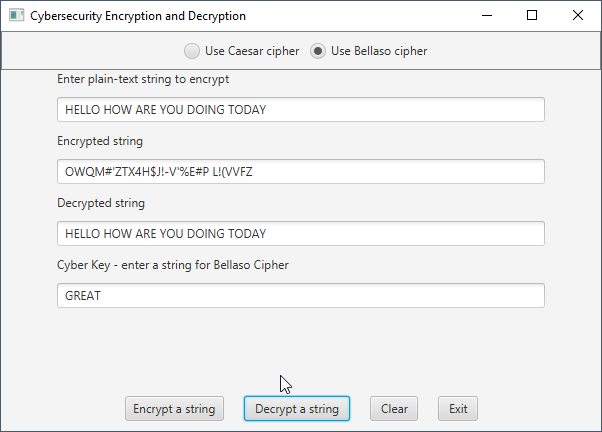 Cybersecurity Encryption and Decryption
Use Caesar cipher Use Bellaso cipher
Enter plain-text string to encrypt
HELLO HOW ARE YOU DOING TODAY
Encrypted string
OWQM#'ZTX4H$J!-V'%E#P L!(VVFZ
Decrypted string
HELLO HOW ARE YOU DOING TODAY
Cyber Key - enter a string for Bellaso Cipher
GREAT
Encrypt a string Decrypt a string Clear Exit